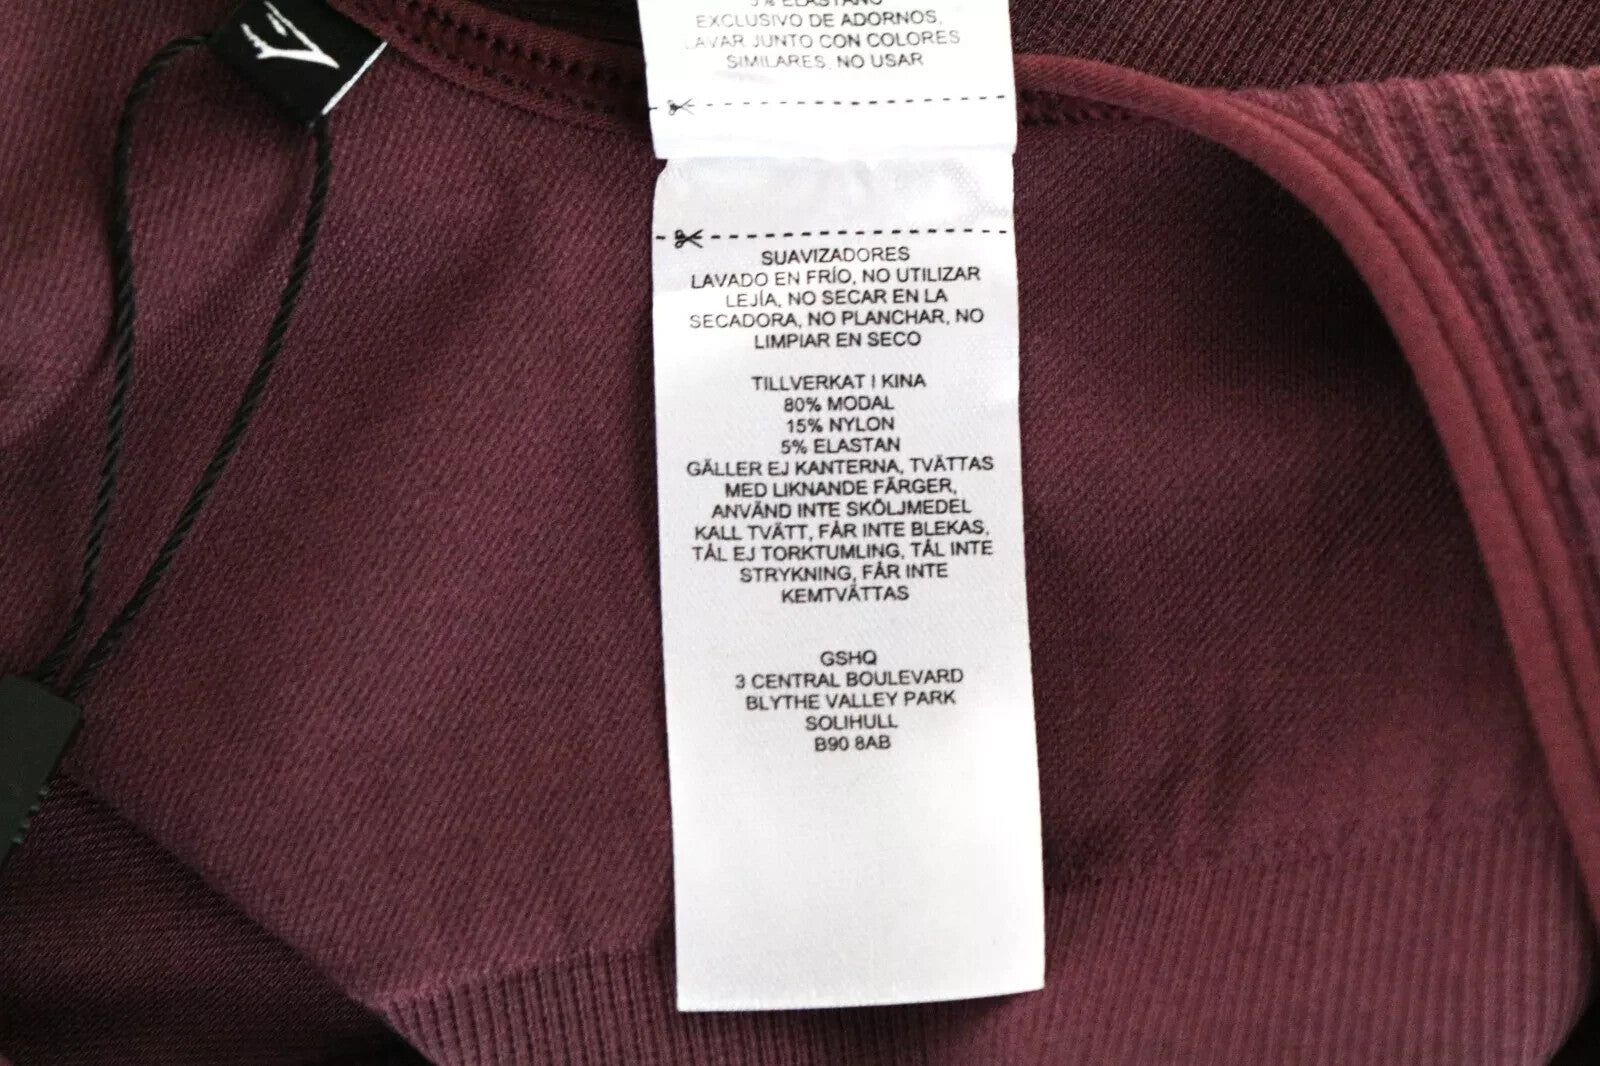 5% ELASTANO
EXCLUSIVO DE ADORNOS,
LAVAR JUNTO CON COLORES
SIMILARES, NO USAR
SUAVIZADORES
LAVADO EN FRÍO, NO UTILIZAR
LEJÍA, NO SECAR EN LA
SECADORA, NO PLANCHAR, NO
LIMPIAR EN SECO
TILLVERKAT I KINA
80% MODAL
15% NYLON
5% ELASTAN
GÄLLER EJ KANTERNA, TVÄTTAS
MED LIKNANDE FÄRGER,
ANVÄND INTE SKÖLJMEDEL
KALL TVÄTT, FÅR INTE BLEKAS,
TÅL EJ TORKTUMLING, TÅL INTE
STRYKNING, FÅR INTE
KEMTVÄTTAS
GSHQ
3 CENTRAL BOULEVARD
BLYTHE VALLEY PARK
SOLIHULL
B90 8AB